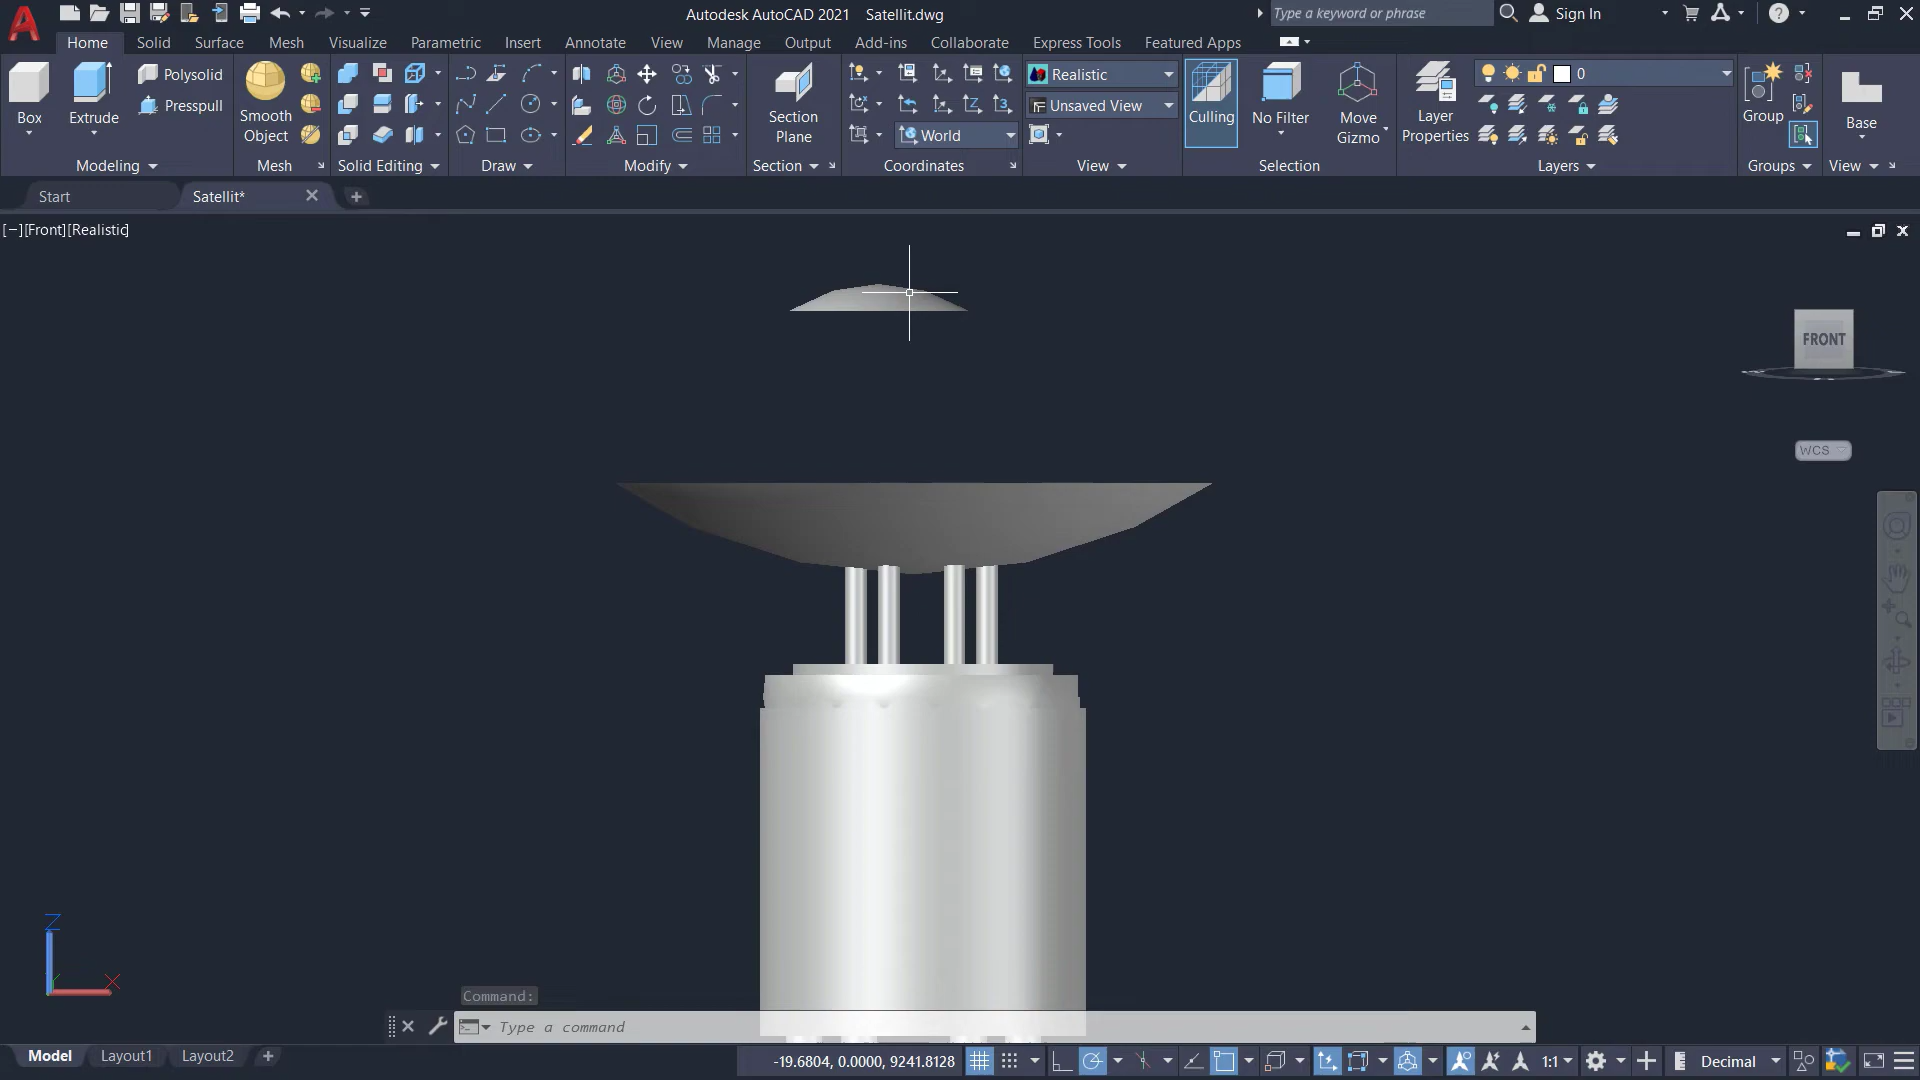 Autodesk AutoCAD 2021 Satellit.dwg
Type a keyword or phrase
Sign In
Home Solid Surface Mesh Visualize Parametric Insert Annotate View Manage Output Add-ins Collaborate Express Tools Featured Apps
Box
Extrude
Polysolid
Presspull
Smooth
Object
Section
Plane
World
Realistic
Unsaved View
Culling
No Filter
Move
Gizmo
Layer
Properties
0
Group
Base
Modeling Mesh Solid Editing Draw Modify Section Coordinates View Selection Layers Groups View
Start Satellit*
[−][Front][Realistic]
FRONT
WCS
Z
X
Command:
Type a command
Model Layout1 Layout2
-19.6804, 0.0000, 9241.8128
1:1
Decimal